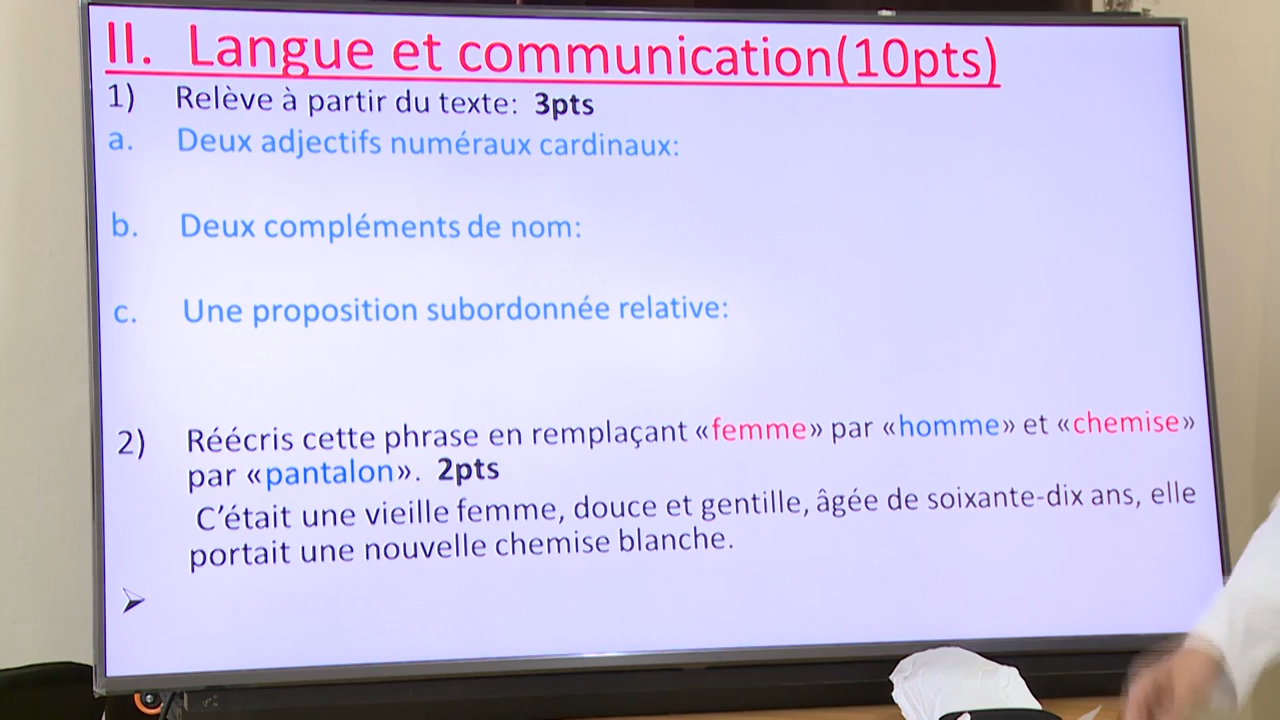 II. Langue et communication(10pts)
1) Relève à partir du texte: 3pts
a. Deux adjectifs numéraux cardinaux:
b. Deux compléments de nom:
c. Une proposition subordonnée relative:
2) Réécris cette phrase en remplaçant «femme» par «homme» et «chemise»
par «pantalon». 2pts
C'était une vieille femme, douce et gentille, âgée de soixante-dix ans, elle
portait une nouvelle chemise blanche.